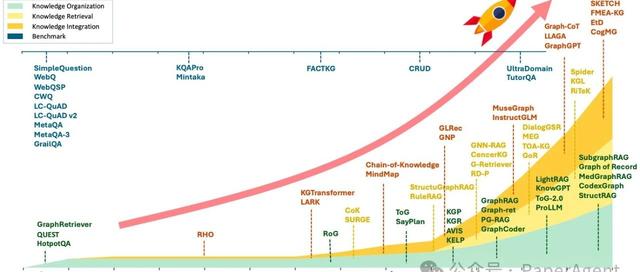 Knowledge Organization
Knowledge Retrieval
Knowledge Integration
Benchmark
SimpleQuestion
WebQ
WebQSP
CWQ
LC-QuAD
LC-QuAD v2
MetaQA
MetaQA-3
GrailQA
KQAPro
Mintaka
FACTKG
CRUD
UltraDomain
TutorQA
SKETCH
FMEA-KG
EtD
CogMG
Graph-CoT
LLAGA
GraphGPT
Spider
KGL
RiTeK
MuseGraph
InstructGLM
DialogGSR
MEG
TOA-KG
GoR
GLRec
GNP
GNN-RAG
CencerKG
G-Retriever
RD-P
Chain-of-Knowledge
MindMap
StructuGraphRAG
RuleRAG
KGTransformer
LARK
CoK
SURGE
SubgraphRAG
Graph of Record
MedGraphRAG
CodexGraph
StructRAG
LightRAG
KnowGPT
ToG-2.0
ProLLM
GraphRAG
Graph-ret
PG-RAG
GraphCoder
KGP
KGR
AVIS
KELP
ToG
SayPlan
RoG
RHO
GraphRetriever
QUEST
HotpotQA
公众号 · PaperAgent